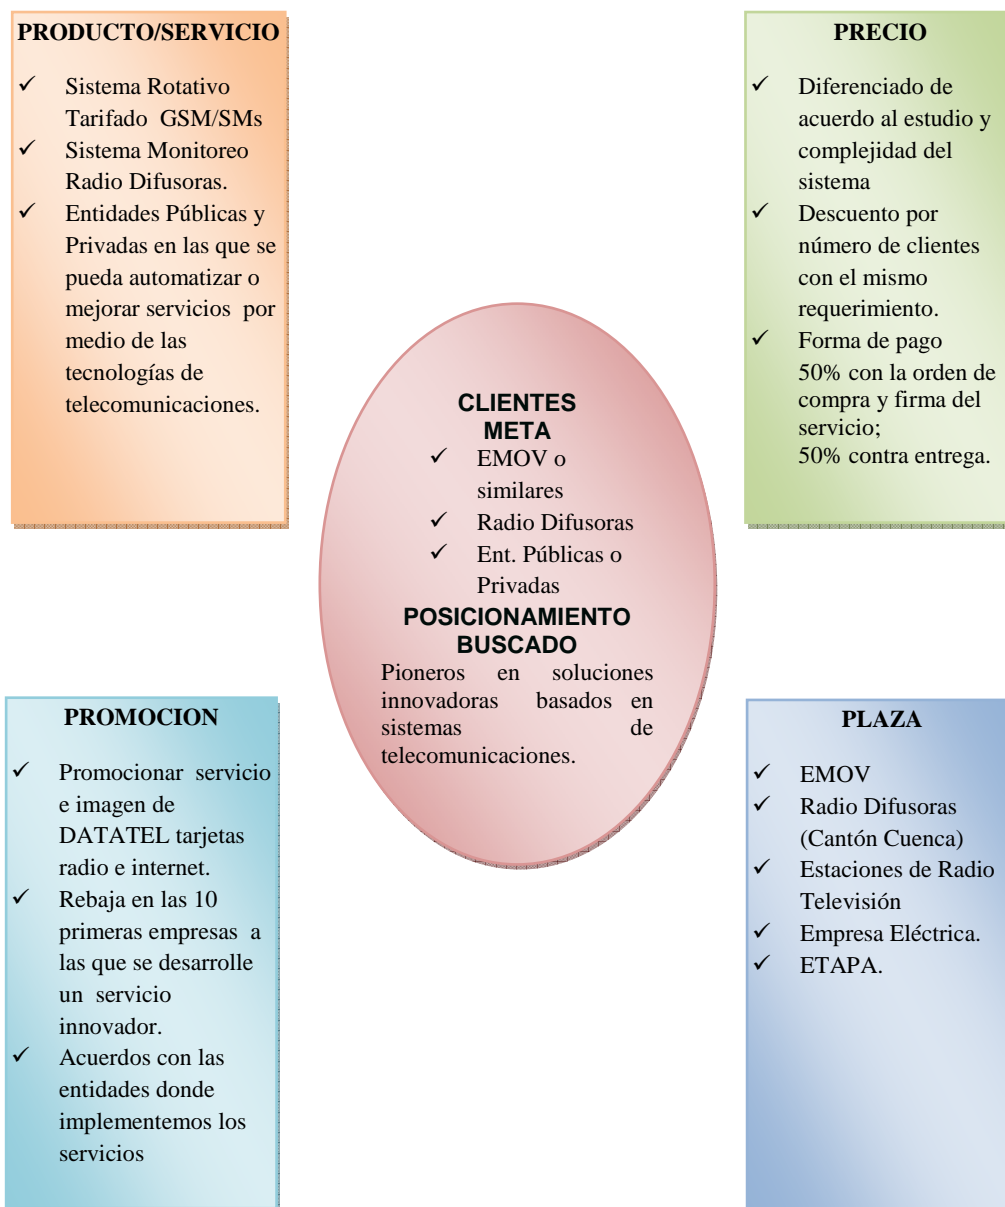 PRODUCTO/SERVICIO
✓ Sistema Rotativo
Tarifado GSM/SMs
✓ Sistema Monitoreo
Radio Difusoras.
✓ Entidades Públicas y
Privadas en las que se
pueda automatizar o
mejorar servicios por
medio de las
tecnologías de
telecomunicaciones.
PRECIO
✓ Diferenciado de
acuerdo al estudio y
complejidad del
sistema
✓ Descuento por
número de clientes
con el mismo
requerimiento.
✓ Forma de pago
50% con la orden de
compra y firma del
servicio;
50% contra entrega.
CLIENTES
META
✓ EMOV o
similares
✓ Radio Difusoras
✓ Ent. Públicas o
Privadas
POSICIONAMIENTO
BUSCADO
Pioneros en soluciones
innovadoras basados en
sistemas de
telecomunicaciones.
PROMOCION
✓ Promocionar servicio
e imagen de
DATATEL tarjetas
radio e internet.
✓ Rebaja en las 10
primeras empresas a
las que se desarrolle
un servicio
innovador.
✓ Acuerdos con las
entidades donde
implementemos los
servicios
PLAZA
✓ EMOV
✓ Radio Difusoras
(Cantón Cuenca)
✓ Estaciones de Radio
Televisión
✓ Empresa Eléctrica.
✓ ETAPA.